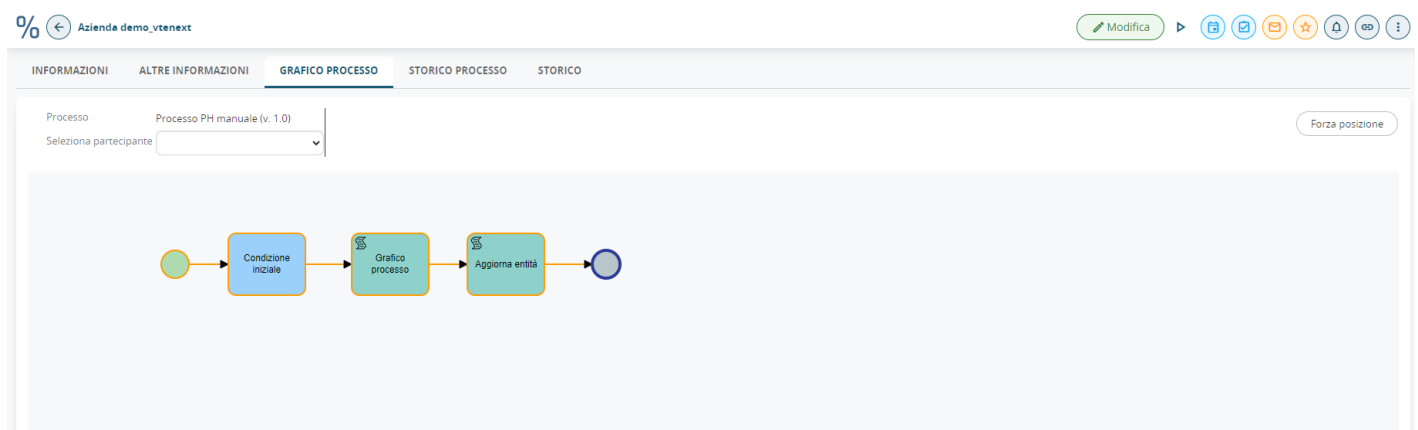 % Azienda demo_vtenext
Modifica
INFORMAZIONI ALTRE INFORMAZIONI GRAFICO PROCESSO STORICO PROCESSO STORICO
Processo Processo PH manuale (v. 1.0)
Forza posizione
Seleziona partecipante
Condizione
iniziale
Grafico
processo
Aggiorna entità